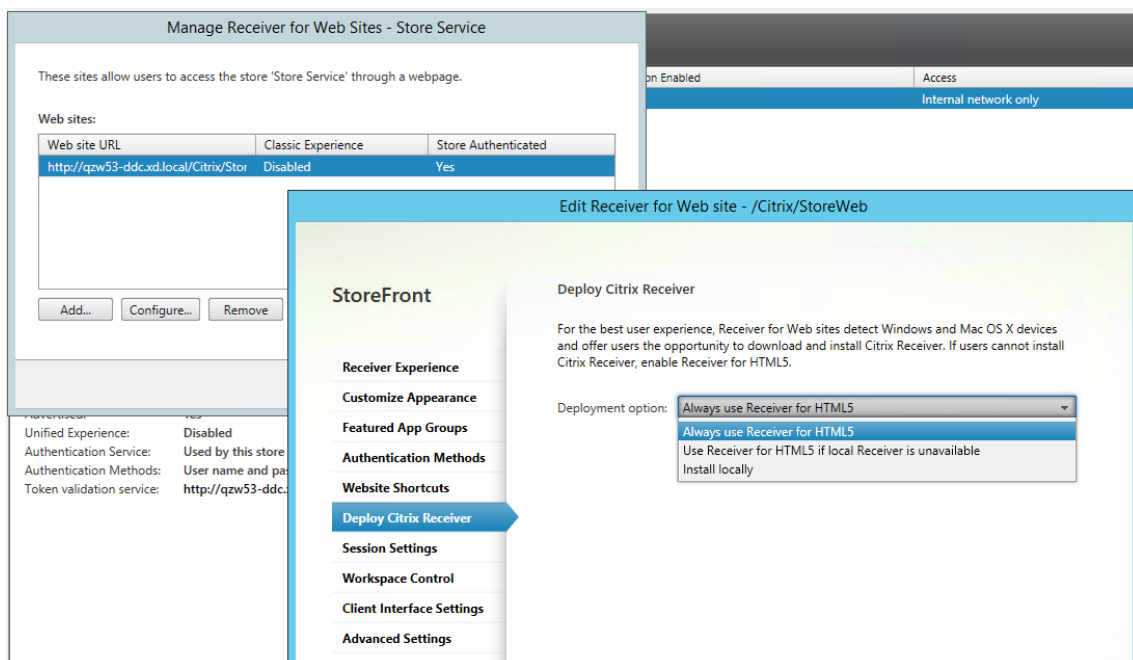 Manage Receiver for Web Sites - Store Service
These sites allow users to access the store 'Store Service' through a webpage.
Web sites:
Web site URL Classic Experience Store Authenticated
http://qzw53-ddc.xd.local/Citrix/Stor Disabled Yes
Add... Configure... Remove
Enabled Access
Internal network only
Unified Experience: Disabled
Authentication Service: Used by this store
Authentication Methods: User name and pa
Token validation service: http://qzw53-ddc.
Edit Receiver for Web site - /Citrix/StoreWeb
StoreFront
Receiver Experience
Customize Appearance
Featured App Groups
Authentication Methods
Website Shortcuts
Deploy Citrix Receiver
Session Settings
Workspace Control
Client Interface Settings
Advanced Settings
Deploy Citrix Receiver
For the best user experience, Receiver for Web sites detect Windows and Mac OS X devices
and offer users the opportunity to download and install Citrix Receiver. If users cannot install
Citrix Receiver, enable Receiver for HTML5.
Deployment option: Always use Receiver for HTML5
Always use Receiver for HTML5
Use Receiver for HTML5 if local Receiver is unavailable
Install locally